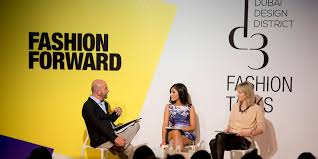 FASHION
FORWARD
DUBAI
DESIGN
DISTRICT
d3
FASHION
TALKS